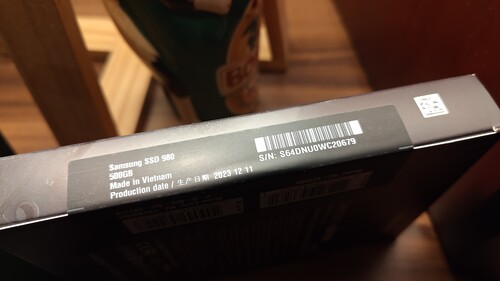 Samsung SSD 980
500GB
Made in Vietnam
Production date / 生产日期 2023 12 11
S/N: S64DNU0WC20679